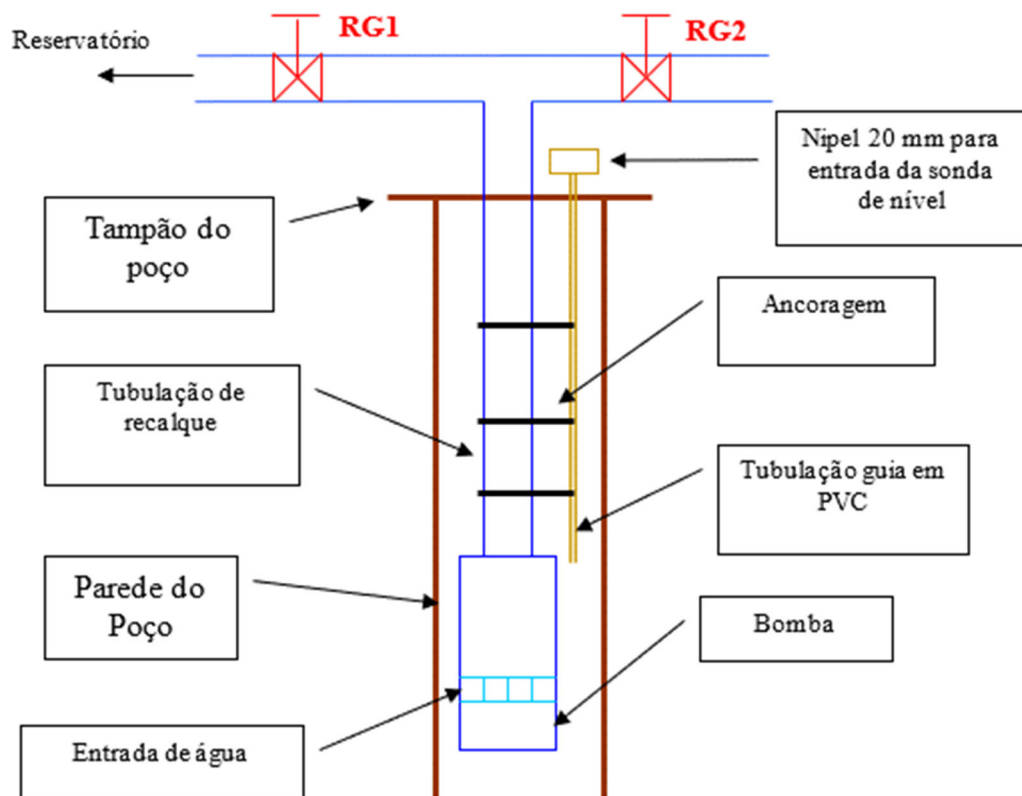 Reservatório
RG1
RG2
Nipel 20 mm para
entrada da sonda
de nível
Tampão do
poço
Ancoragem
Tubulação de
recalque
Tubulação guia em
PVC
Parede do
Poço
Bomba
Entrada de água